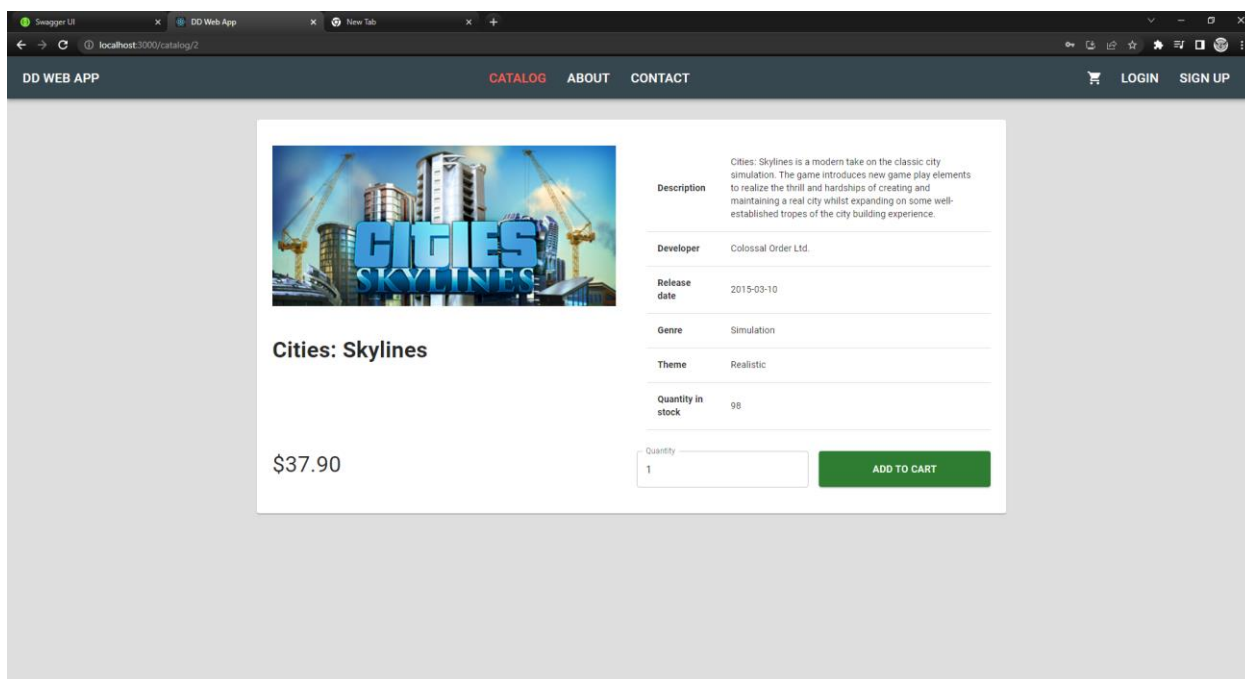 Swagger UI
DD Web App
New Tab
localhost:3000/catalog/2
DD WEB APP
CATALOG
ABOUT
CONTACT
LOGIN
SIGN UP
CITIES
SKYLINES
Cities: Skylines
$37.90
Description
Cities: Skylines is a modern take on the classic city
simulation. The game introduces new game play elements
to realize the thrill and hardships of creating and
maintaining a real city whilst expanding on some well-
established tropes of the city building experience.
Developer
Colossal Order Ltd.
Release
date
2015-03-10
Genre
Simulation
Theme
Realistic
Quantity in
stock
98
Quantity
1
ADD TO CART